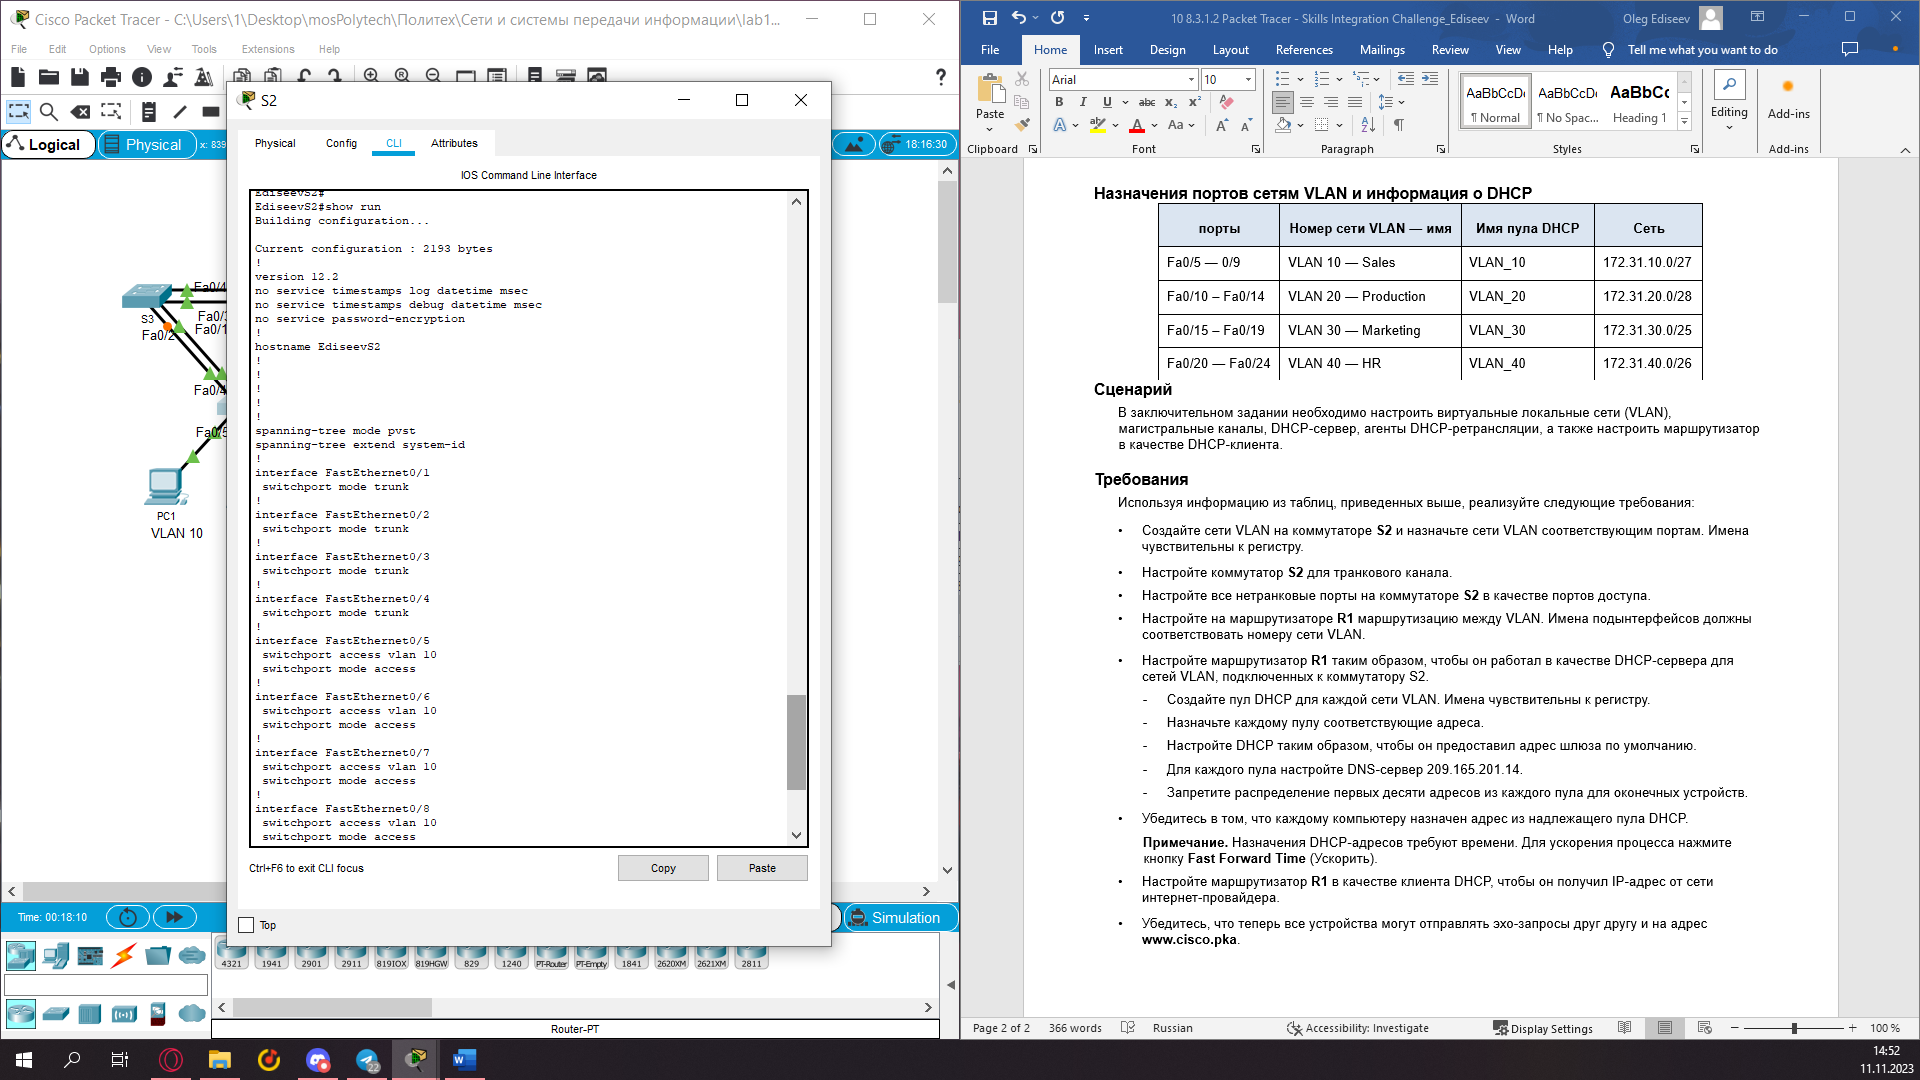 Cisco Packet Tracer - C:\Users\1\Desktop\mosPolytech\Политех\Сети и системы передачи информации\lab1...
File Edit Options View Tools Extensions Help
Logical
Physical
x: 839
18:16:30
S3
Fa0/2
Fa0/1
PC1
VLAN 10
S2
Physical Config CLI Attributes
IOS Command Line Interface
EdiseevS2#
EdiseevS2#show run
Building configuration...
Current configuration : 2193 bytes
!
version 12.2
no service timestamps log datetime msec
no service timestamps debug datetime msec
no service password-encryption
!
hostname EdiseevS2
!
!
!
!
!
spanning-tree mode pvst
spanning-tree extend system-id
!
interface FastEthernet0/1
switchport mode trunk
!
interface FastEthernet0/2
switchport mode trunk
!
interface FastEthernet0/3
switchport mode trunk
!
interface FastEthernet0/4
switchport mode trunk
!
interface FastEthernet0/5
switchport access vlan 10
switchport mode access
!
interface FastEthernet0/6
switchport access vlan 10
switchport mode access
!
interface FastEthernet0/7
switchport access vlan 10
switchport mode access
!
interface FastEthernet0/8
switchport access vlan 10
switchport mode access
Ctrl+F6 to exit CLI focus
Copy
Paste
Top
Time: 00:18:10
Simulation
4321 1941 2901 2911 819IOX 819HGW 829 1240 PT-Router PT-Empty 1841 2620XM 2621XM 2811
Router-PT
10 8.3.1.2 Packet Tracer - Skills Integration Challenge_Ediseev - Word
Oleg Ediseev
File Home Insert Design Layout References Mailings Review View Help Tell me what you want to do
Paste
Arial 10
AaBbCcDd AaBbCcDd AaBbCc
¶ Normal ¶ No Spac... Heading 1
Editing
Add-ins
Clipboard Font Paragraph Styles Add-ins
Назначения портов сетям VLAN и информация о DHCP
порты Номер сети VLAN — имя Имя пула DHCP Сеть
Fa0/5 — 0/9 VLAN 10 — Sales VLAN_10 172.31.10.0/27
Fa0/10 – Fa0/14 VLAN 20 — Production VLAN_20 172.31.20.0/28
Fa0/15 – Fa0/19 VLAN 30 — Marketing VLAN_30 172.31.30.0/25
Fa0/20 — Fa0/24 VLAN 40 — HR VLAN_40 172.31.40.0/26
Сценарий
В заключительном задании необходимо настроить виртуальные локальные сети (VLAN),
магистральные каналы, DHCP-сервер, агенты DHCP-ретрансляции, а также настроить маршрутизатор
в качестве DHCP-клиента.
Требования
Используя информацию из таблиц, приведенных выше, реализуйте следующие требования:
• Создайте сети VLAN на коммутаторе S2 и назначьте сети VLAN соответствующим портам. Имена
чувствительны к регистру.
• Настройте коммутатор S2 для транкового канала.
• Настройте все нетранковые порты на коммутаторе S2 в качестве портов доступа.
• Настройте на маршрутизаторе R1 маршрутизацию между VLAN. Имена подынтерфейсов должны
соответствовать номеру сети VLAN.
• Настройте маршрутизатор R1 таким образом, чтобы он работал в качестве DHCP-сервера для
сетей VLAN, подключенных к коммутатору S2.
- Создайте пул DHCP для каждой сети VLAN. Имена чувствительны к регистру.
- Назначьте каждому пулу соответствующие адреса.
- Настройте DHCP таким образом, чтобы он предоставил адрес шлюза по умолчанию.
- Для каждого пула настройте DNS-сервер 209.165.201.14.
- Запретите распределение первых десяти адресов из каждого пула для оконечных устройств.
• Убедитесь в том, что каждому компьютеру назначен адрес из надлежащего пула DHCP.
Примечание. Назначения DHCP-адресов требуют времени. Для ускорения процесса нажмите
кнопку Fast Forward Time (Ускорить).
• Настройте маршрутизатор R1 в качестве клиента DHCP, чтобы он получил IP-адрес от сети
интернет-провайдера.
• Убедитесь, что теперь все устройства могут отправлять эхо-запросы друг другу и на адрес
www.cisco.pka.
Page 2 of 2 366 words Russian Accessibility: Investigate Display Settings 100 %
22
14:52
11.11.2023